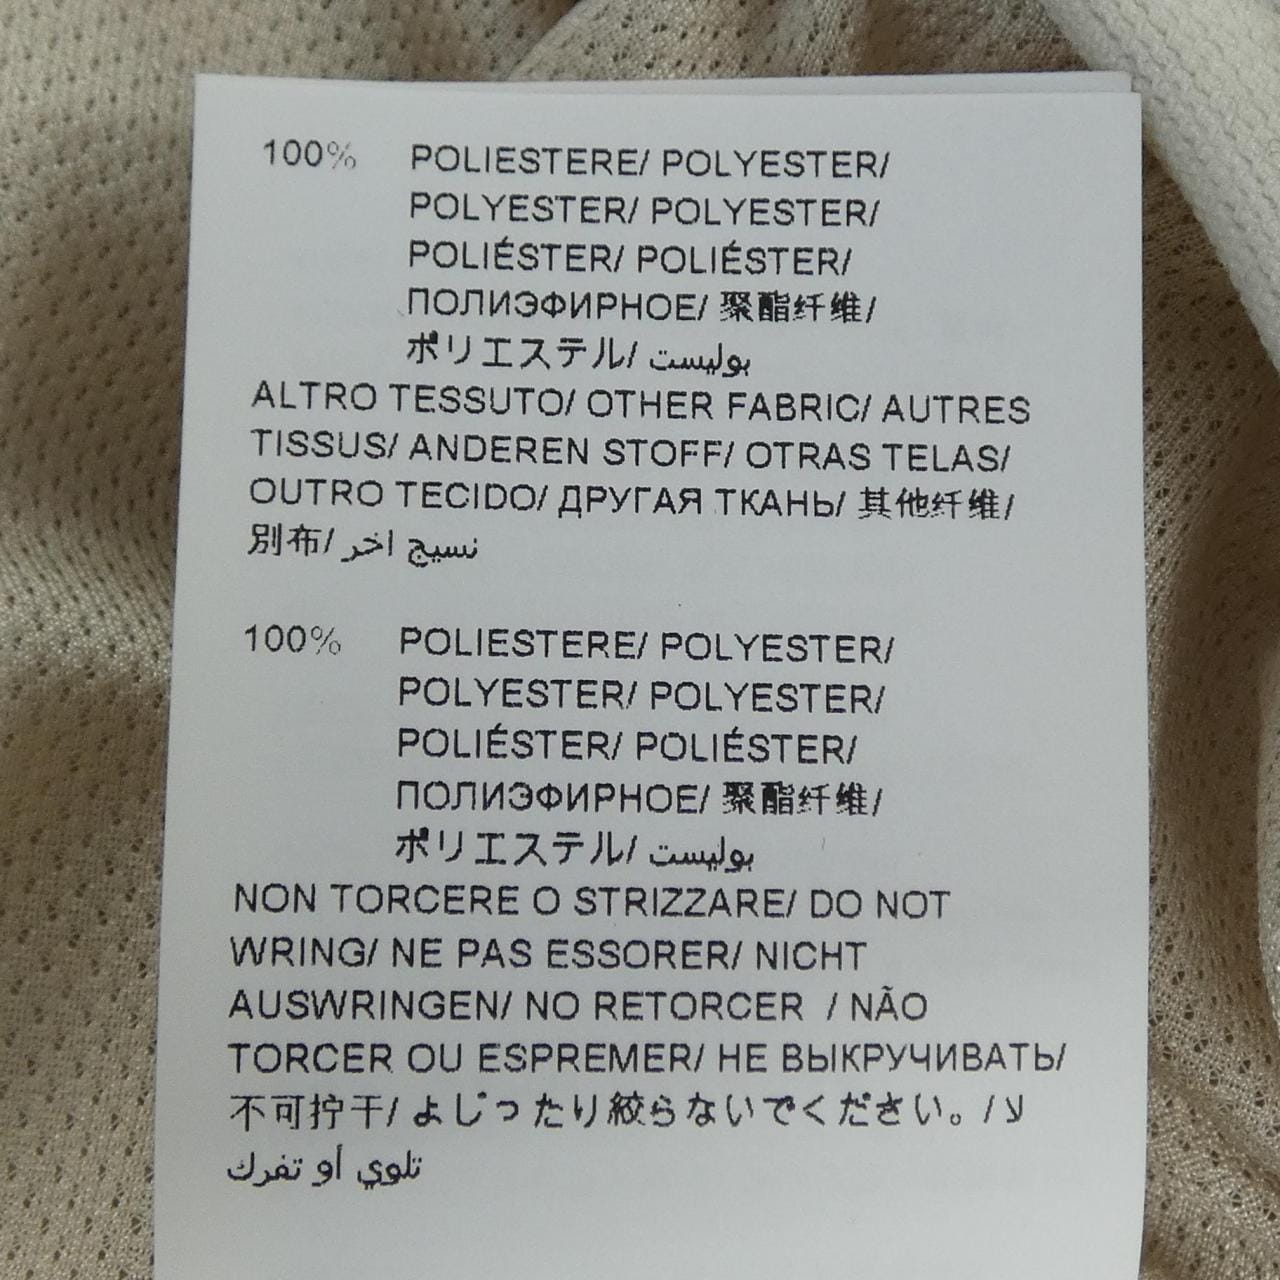 100% POLIESTERE/ POLYESTER/
POLYESTER/ POLYESTER/
POLIÉSTER/ POLIÉSTER/
ПОЛИЭФИРНОЕ/ 聚酯纤维/
ポリエステル/ بوليست
ALTRO TESSUTO/ OTHER FABRIC/ AUTRES
TISSUS/ ANDEREN STOFF/ OTRAS TELAS/
OUTRO TECIDO/ ДРУГАЯ ТКАНЬ/ 其他纤维/
別布/ نسيج اخر
100% POLIESTERE/ POLYESTER/
POLYESTER/ POLYESTER/
POLIÉSTER/ POLIÉSTER/
ПОЛИЭФИРНОЕ/ 聚酯纤维/
ポリエステル/ بوليست
NON TORCERE O STRIZZARE/ DO NOT
WRING/ NE PAS ESSORER/ NICHT
AUSWRINGEN/ NO RETORCER / NÃO
TORCER OU ESPREMER/ НЕ ВЫКРУЧИВАТЬ/
不可拧干/ よじったり絞らないでください。/ لا
تلوي أو تفرك